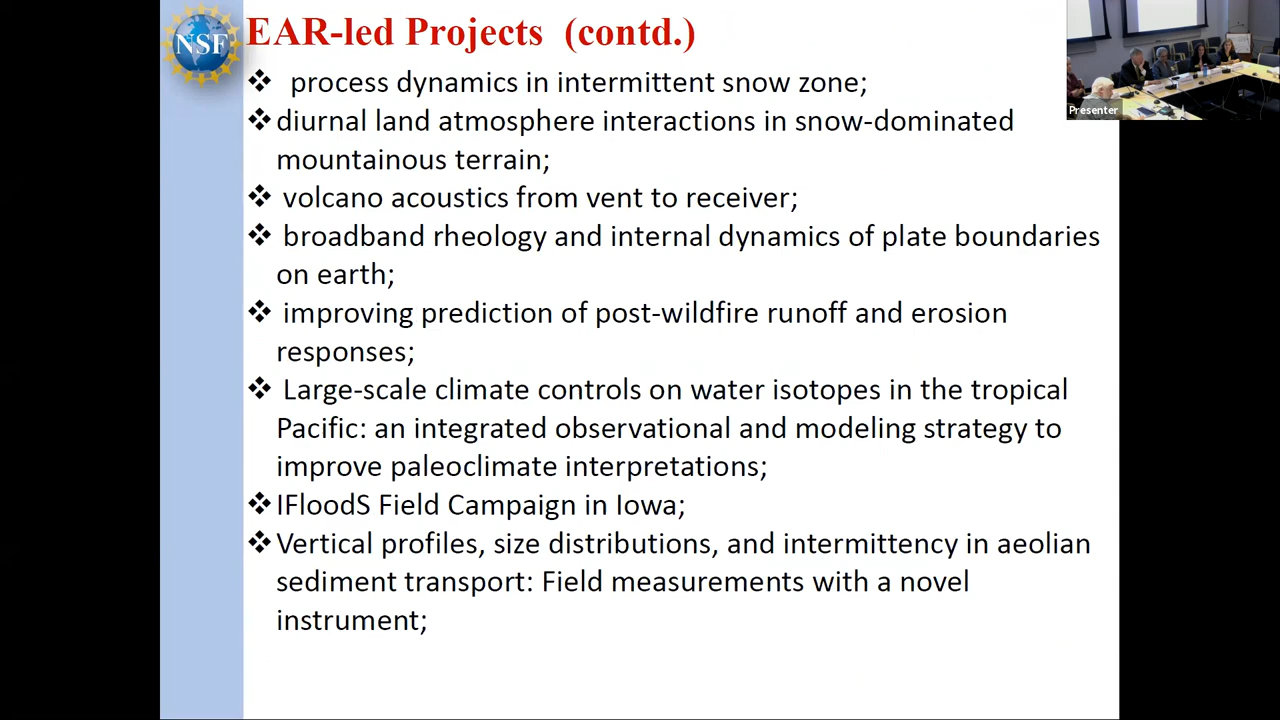 NSF
EAR-led Projects (contd.)
❖ process dynamics in intermittent snow zone;
❖ diurnal land atmosphere interactions in snow-dominated
mountainous terrain;
❖ volcano acoustics from vent to receiver;
❖ broadband rheology and internal dynamics of plate boundaries
on earth;
❖ improving prediction of post-wildfire runoff and erosion
responses;
❖ Large-scale climate controls on water isotopes in the tropical
Pacific: an integrated observational and modeling strategy to
improve paleoclimate interpretations;
❖ IFloodS Field Campaign in Iowa;
❖ Vertical profiles, size distributions, and intermittency in aeolian
sediment transport: Field measurements with a novel
instrument;
Presenter